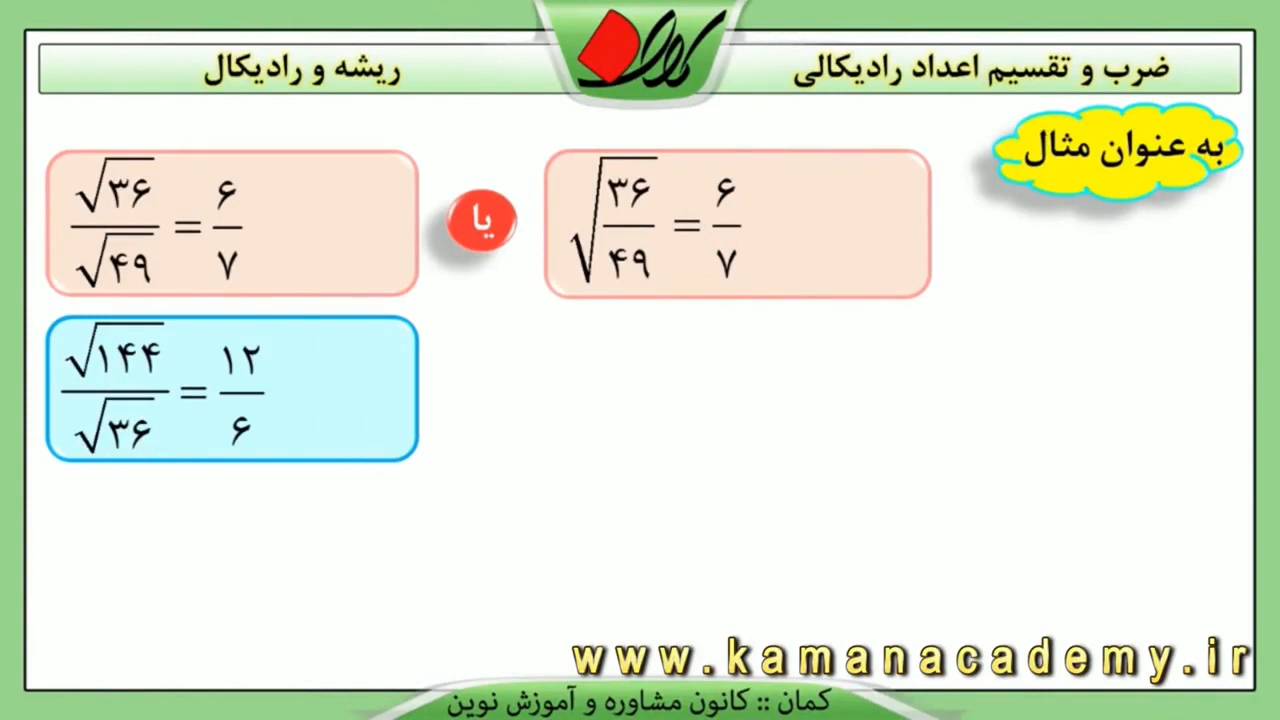 ضرب و تقسیم اعداد رادیکالی
کمان
ریشه و رادیکال
به عنوان مثال
√۳۶/√۴۹ = ۶/۷
یا
√(۳۶/۴۹) = ۶/۷
√۱۴۴/√۳۶ = ۱۲/۶
www.kamanacademy.ir
کمان :: کانون مشاوره و آموزش نوین